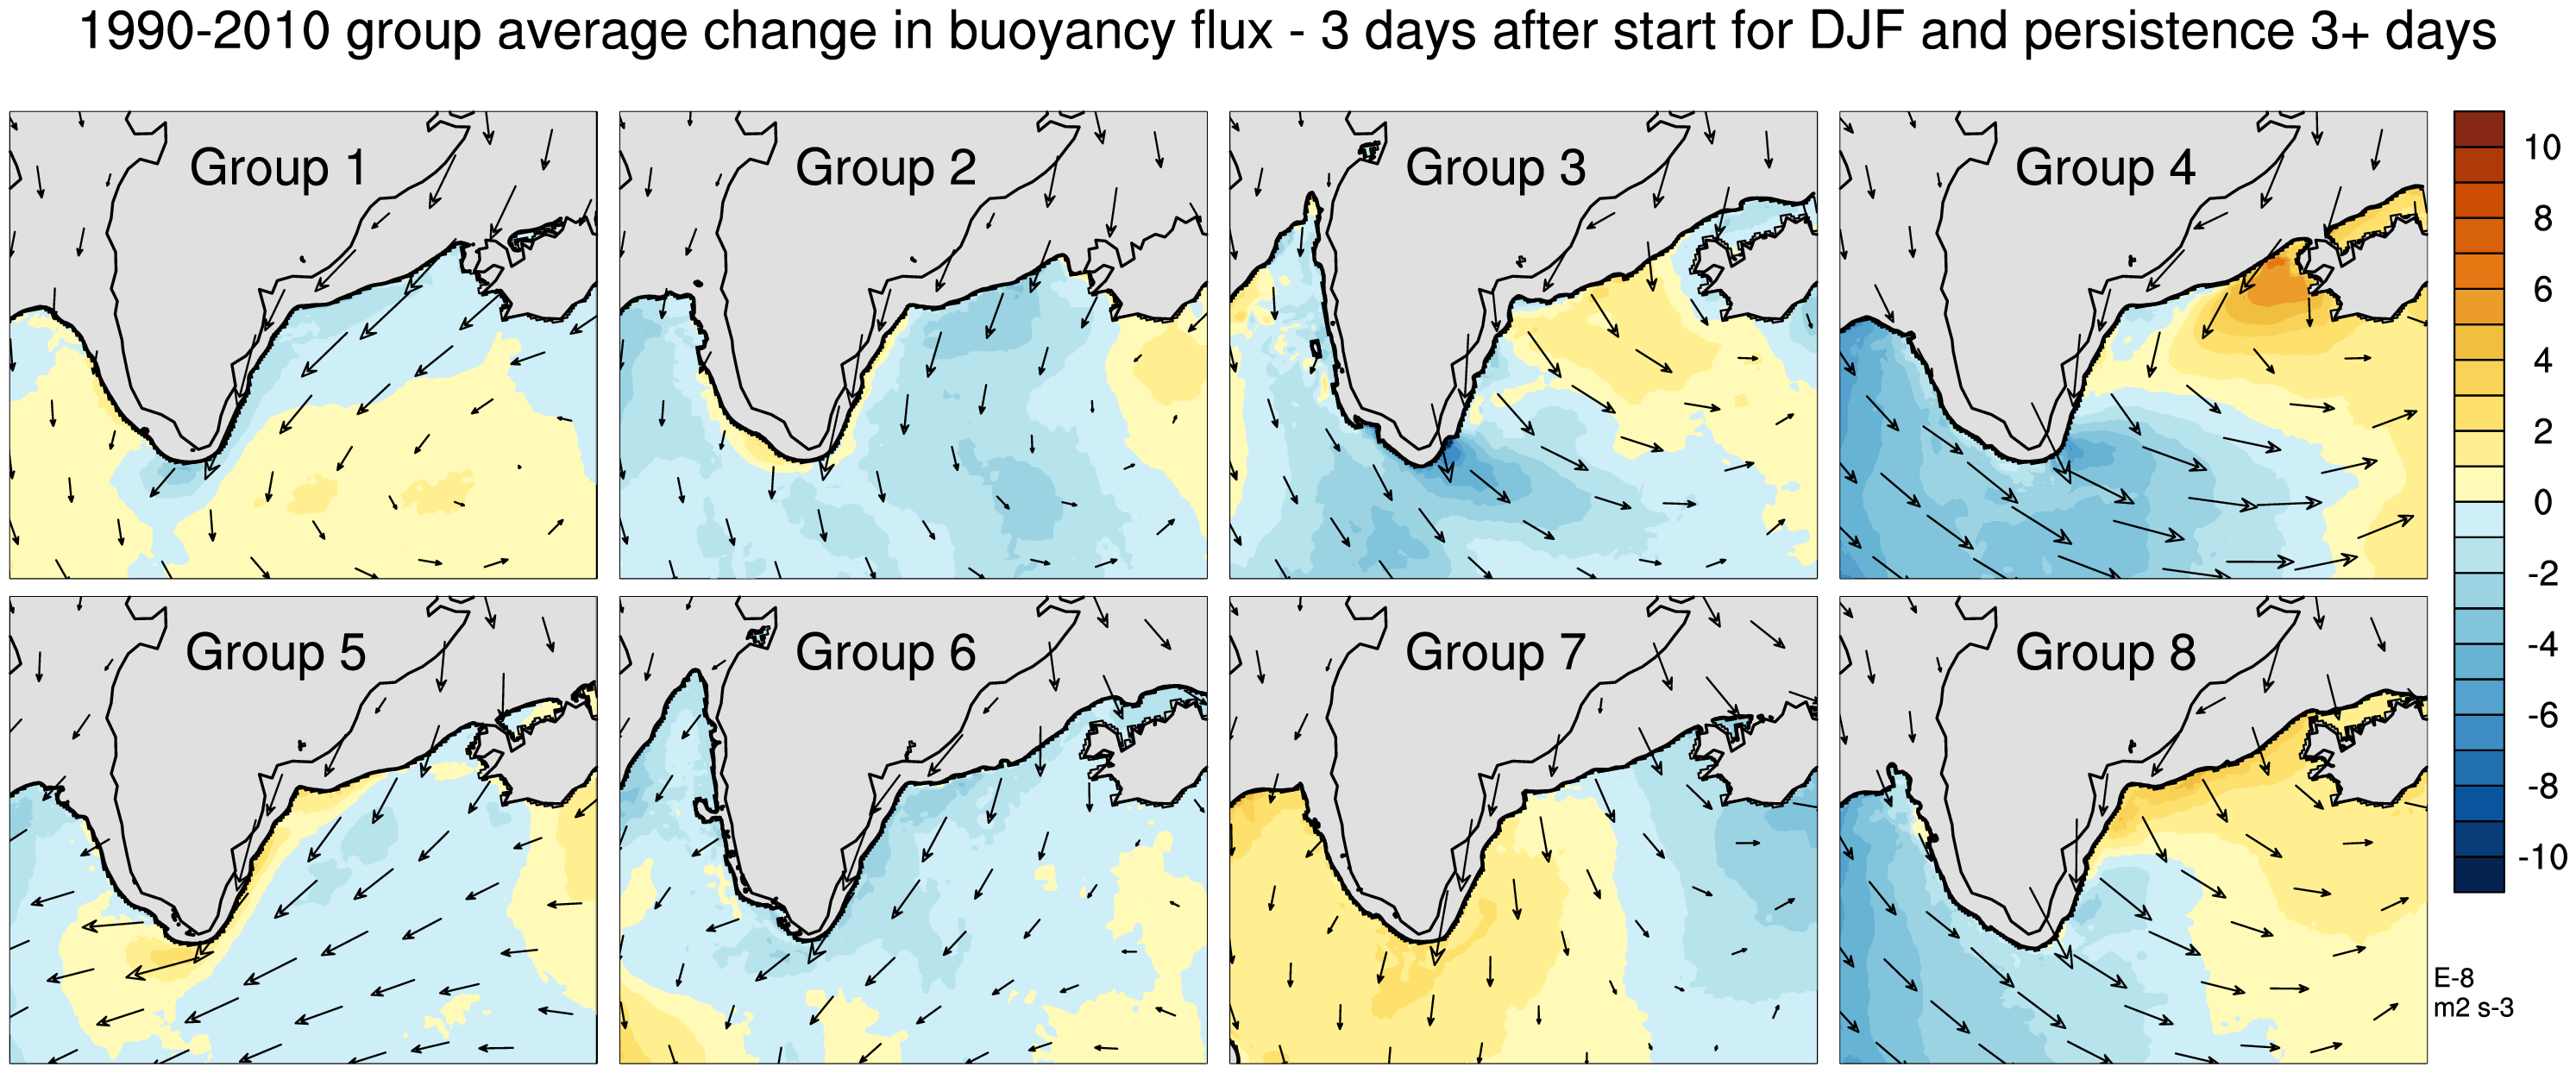 1990-2010 group average change in buoyancy flux - 3 days after start for DJF and persistence 3+ days
Group 1
Group 2
Group 3
Group 4
10
8
6
4
2
0
-2
-4
-6
-8
-10
Group 5
Group 6
Group 7
Group 8
E-8
m2 s-3